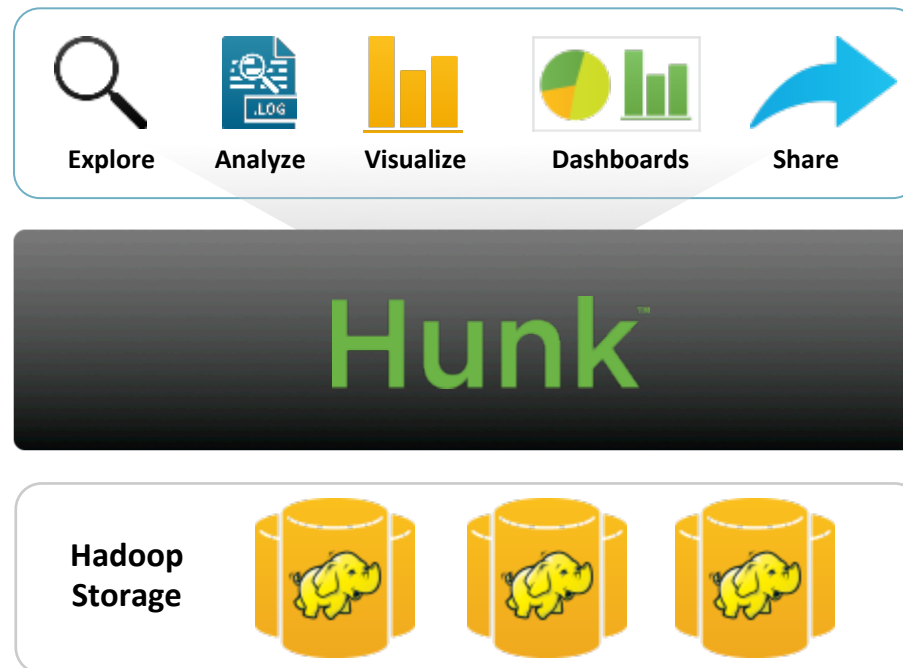 .LOG
Explore
Analyze
Visualize
Dashboards
Share
Hunk™
Hadoop
Storage